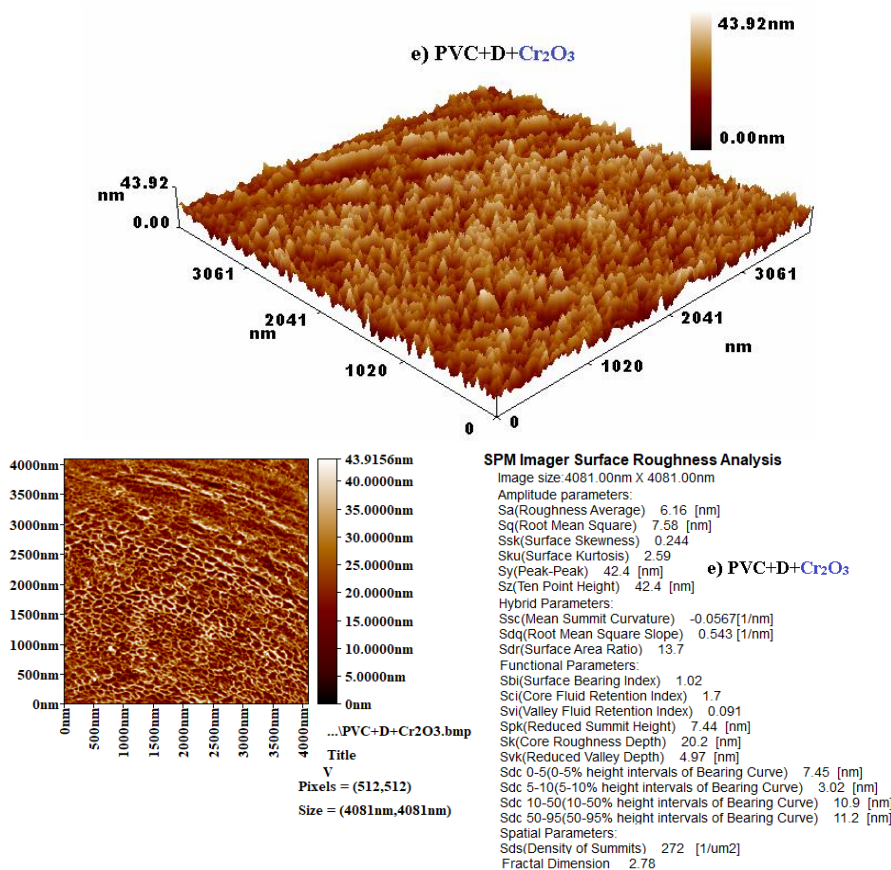 43.92nm
e) PVC+D+Cr₂O₃
0.00nm
43.92
nm
0.00
3061
3061
2041
nm
2041
nm
1020
1020
0
0
SPM Imager Surface Roughness Analysis
Image size:4081.00nm X 4081.00nm
Amplitude parameters:
Sa(Roughness Average) 6.16 [nm]
Sq(Root Mean Square) 7.58 [nm]
Ssk(Surface Skewness) 0.244
Sku(Surface Kurtosis) 2.59
e) PVC+D+Cr₂O₃
Sy(Peak-Peak) 42.4 [nm]
Sz(Ten Point Height) 42.4 [nm]
Hybrid Parameters:
Ssc(Mean Summit Curvature) -0.0567[1/nm]
Sdq(Root Mean Square Slope) 0.543 [1/nm]
Sdr(Surface Area Ratio) 13.7
Functional Parameters:
Sbi(Surface Bearing Index) 1.02
Sci(Core Fluid Retention Index) 1.7
Svi(Valley Fluid Retention Index) 0.091
Spk(Reduced Summit Height) 7.44 [nm]
Sk(Core Roughness Depth) 20.2 [nm]
Svk(Reduced Valley Depth) 4.97 [nm]
Sdc 0-5(0-5% height intervals of Bearing Curve) 7.45 [nm]
Sdc 5-10(5-10% height intervals of Bearing Curve) 3.02 [nm]
Sdc 10-50(10-50% height intervals of Bearing Curve) 10.9 [nm]
Sdc 50-95(50-95% height intervals of Bearing Curve) 11.2 [nm]
Spatial Parameters:
Sds(Density of Summits) 272 [1/um2]
Fractal Dimension 2.78
4000nm
3500nm
3000nm
2500nm
2000nm
1500nm
1000nm
500nm
0nm
0nm
500nm
1000nm
1500nm
2000nm
2500nm
3000nm
3500nm
4000nm
43.9156nm
40.0000nm
35.0000nm
30.0000nm
25.0000nm
20.0000nm
15.0000nm
10.0000nm
5.0000nm
0nm
...\PVC+D+Cr2O3.bmp
Title
V
Pixels = (512,512)
Size = (4081nm,4081nm)